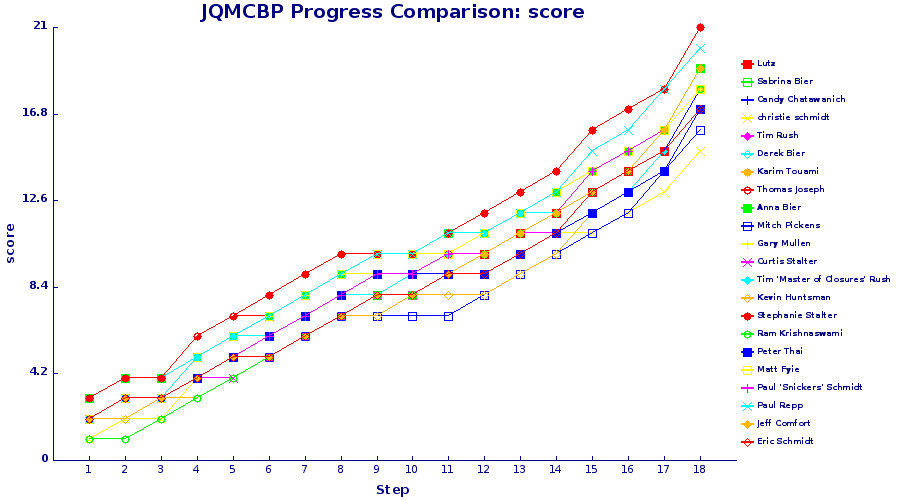 JQMCBP Progress Comparison: score
21
16.8
12.6
8.4
4.2
0
score
1 2 3 4 5 6 7 8 9 10 11 12 13 14 15 16 17 18
Step
Lutz
Sabrina Bier
Candy Chatawanich
christie schmidt
Tim Rush
Derek Bier
Karim Touami
Thomas Joseph
Anna Bier
Mitch Pickens
Gary Mullen
Curtis Stalter
Tim 'Master of Closures' Rush
Kevin Huntsman
Stephanie Stalter
Ram Krishnaswami
Peter Thai
Matt Fyie
Paul 'Snickers' Schmidt
Paul Repp
Jeff Comfort
Eric Schmidt